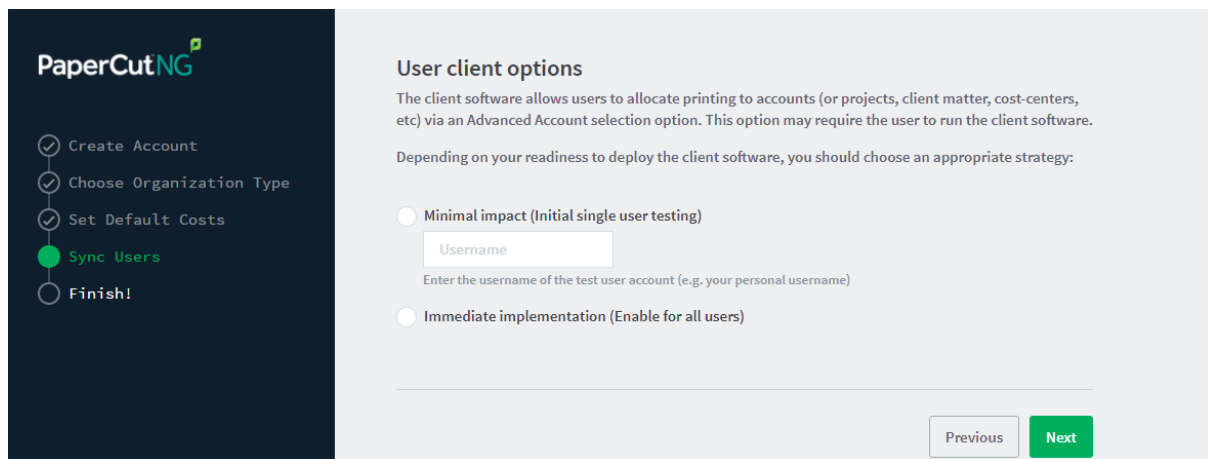 PaperCut NG
Create Account
Choose Organization Type
Set Default Costs
Sync Users
Finish!
User client options
The client software allows users to allocate printing to accounts (or projects, client matter, cost-centers,
etc) via an Advanced Account selection option. This option may require the user to run the client software.
Depending on your readiness to deploy the client software, you should choose an appropriate strategy:
Minimal impact (Initial single user testing)
Username
Enter the username of the test user account (e.g. your personal username)
Immediate implementation (Enable for all users)
Previous
Next